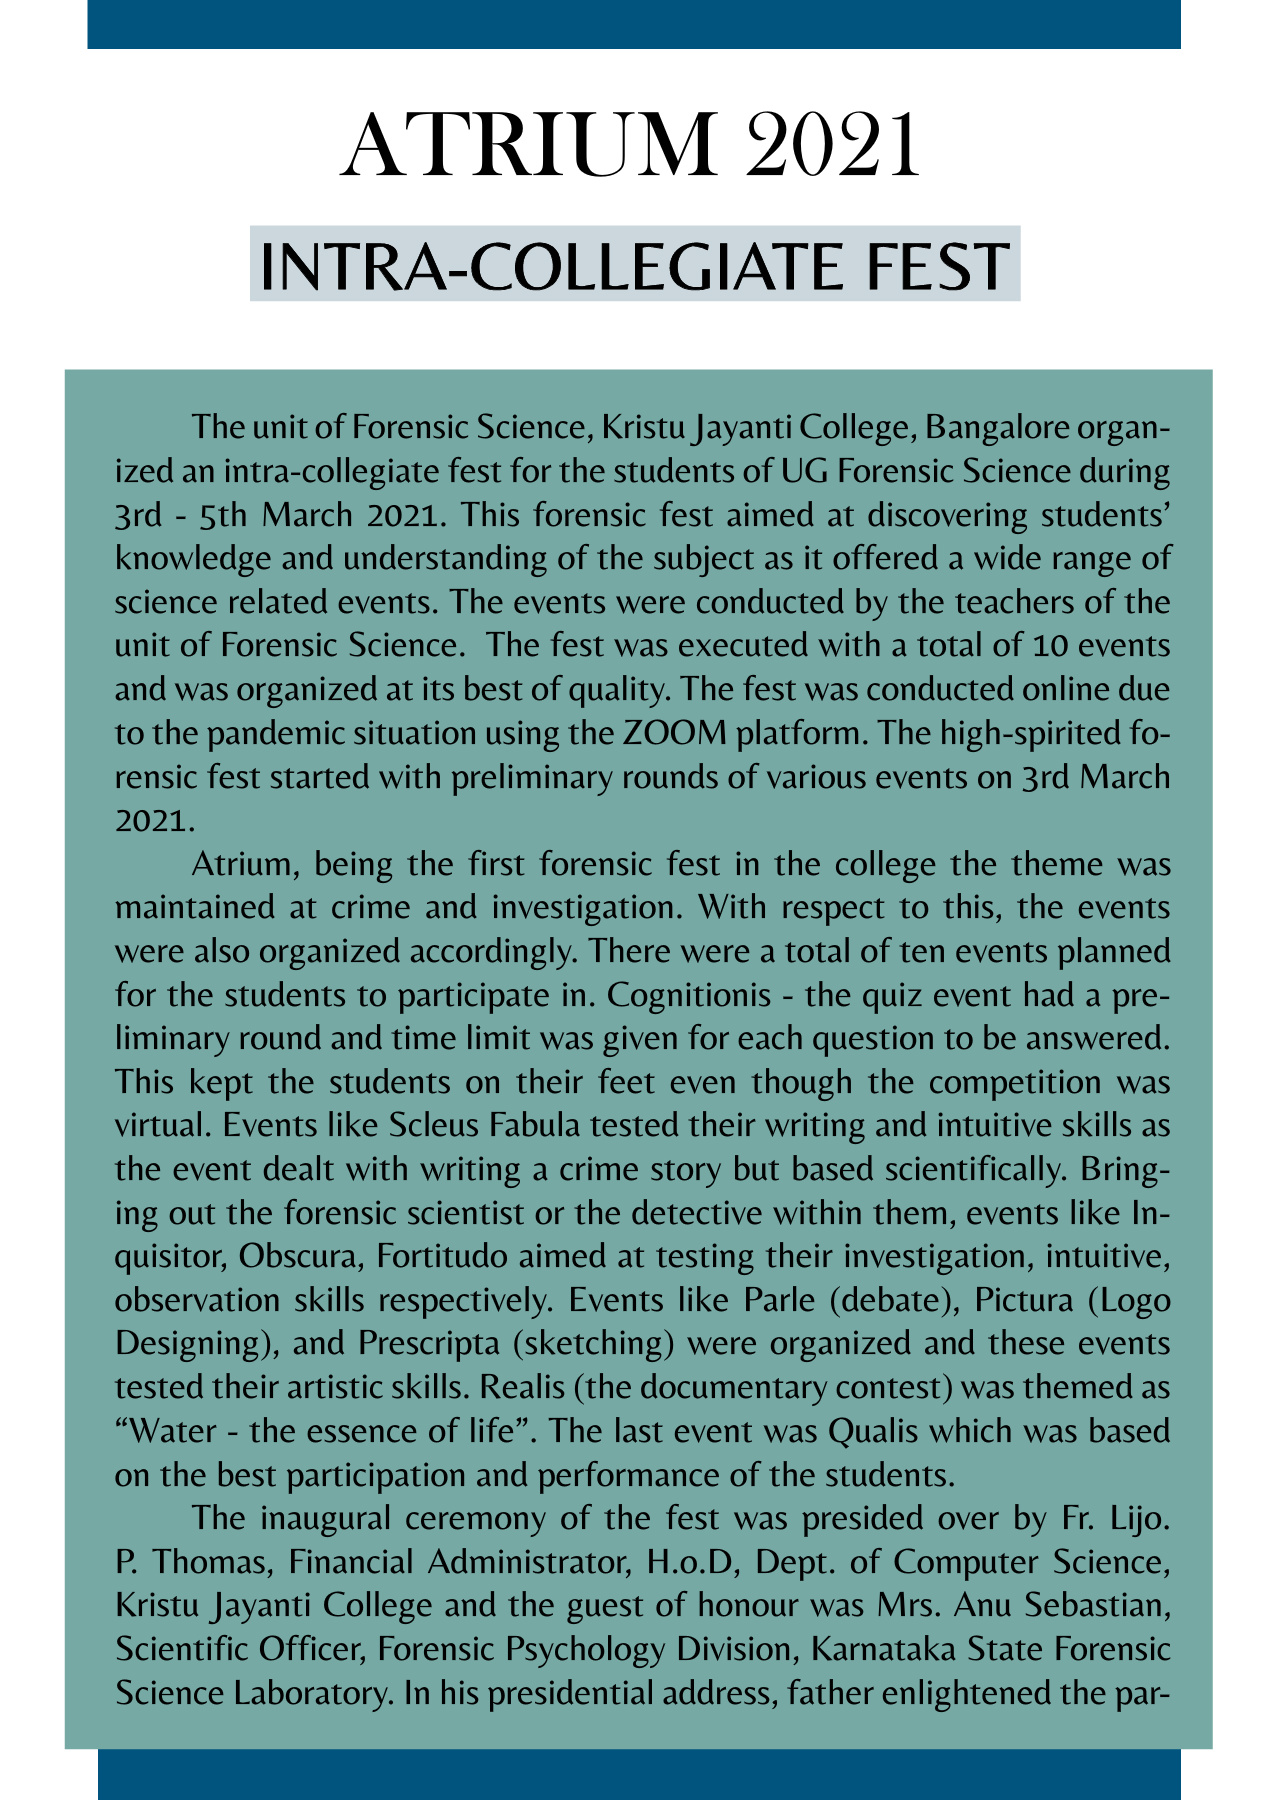 ATRIUM 2021
INTRA-COLLEGIATE FEST
The unit of Forensic Science, Kristu Jayanti College, Bangalore organ-
ized an intra-collegiate fest for the students of UG Forensic Science during
3rd - 5th March 2021. This forensic fest aimed at discovering students’
knowledge and understanding of the subject as it offered a wide range of
science related events. The events were conducted by the teachers of the
unit of Forensic Science.  The fest was executed with a total of 10 events
and was organized at its best of quality. The fest was conducted online due
to the pandemic situation using the ZOOM platform. The high-spirited fo-
rensic fest started with preliminary rounds of various events on 3rd March
2021.
Atrium, being the first forensic fest in the college the theme was
maintained at crime and investigation. With respect to this, the events
were also organized accordingly. There were a total of ten events planned
for the students to participate in. Cognitionis - the quiz event had a pre-
liminary round and time limit was given for each question to be answered.
This kept the students on their feet even though the competition was
virtual. Events like Scleus Fabula tested their writing and intuitive skills as
the event dealt with writing a crime story but based scientifically. Bring-
ing out the forensic scientist or the detective within them, events like In-
quisitor, Obscura, Fortitudo aimed at testing their investigation, intuitive,
observation skills respectively. Events like Parle (debate), Pictura (Logo
Designing), and Prescripta (sketching) were organized and these events
tested their artistic skills. Realis (the documentary contest) was themed as
“Water - the essence of life”. The last event was Qualis which was based
on the best participation and performance of the students.
The inaugural ceremony of the fest was presided over by Fr. Lijo.
P. Thomas, Financial Administrator, H.o.D, Dept. of Computer Science,
Kristu Jayanti College and the guest of honour was Mrs. Anu Sebastian,
Scientific Officer, Forensic Psychology Division, Karnataka State Forensic
Science Laboratory. In his presidential address, father enlightened the par-